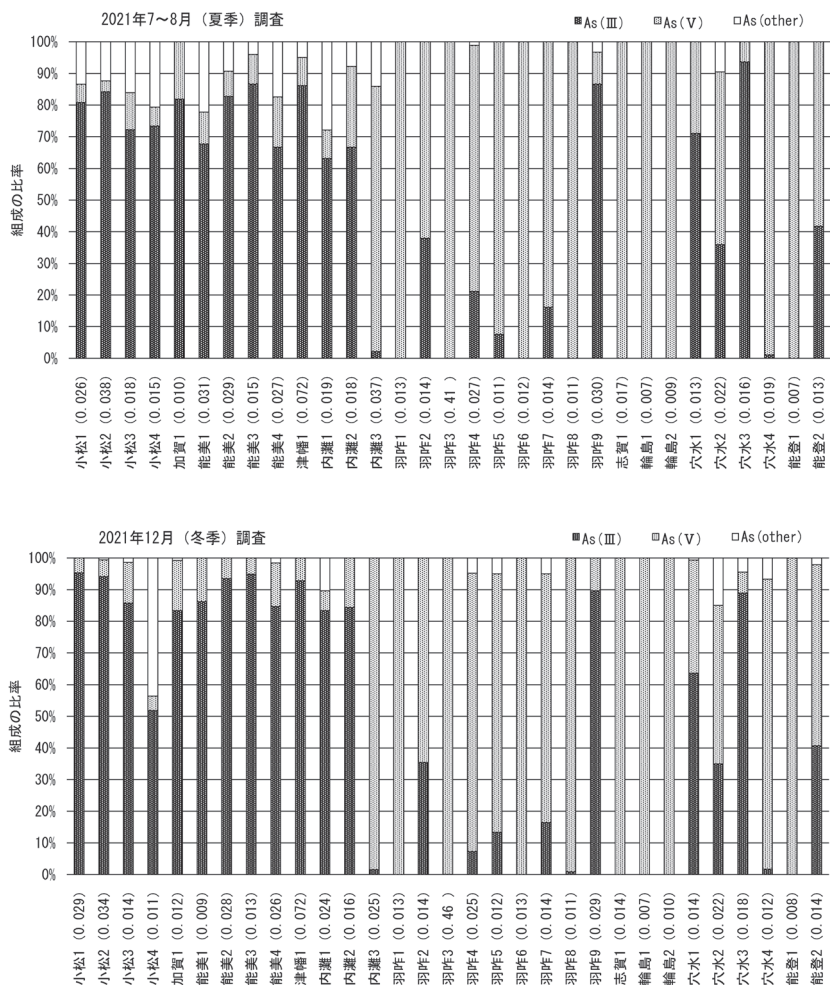 2021年7~8月（夏季）調査
As(Ⅲ) As(Ⅴ) As(other)
組成の比率
100%
90%
80%
70%
60%
50%
40%
30%
20%
10%
0%
小松1 (0.026)
小松2 (0.038)
小松3 (0.018)
小松4 (0.015)
加賀1 (0.010)
能美1 (0.031)
能美2 (0.029)
能美3 (0.015)
能美4 (0.027)
津幡1 (0.072)
内灘1 (0.019)
内灘2 (0.018)
内灘3 (0.037)
羽咋1 (0.013)
羽咋2 (0.014)
羽咋3 (0.41 )
羽咋4 (0.027)
羽咋5 (0.011)
羽咋6 (0.012)
羽咋7 (0.014)
羽咋8 (0.011)
羽咋9 (0.030)
志賀1 (0.017)
輪島1 (0.007)
輪島2 (0.009)
穴水1 (0.013)
穴水2 (0.022)
穴水3 (0.016)
穴水4 (0.019)
能登1 (0.007)
能登2 (0.013)
2021年12月（冬季）調査
As(Ⅲ) As(Ⅴ) As(other)
組成の比率
100%
90%
80%
70%
60%
50%
40%
30%
20%
10%
0%
小松1 (0.029)
小松2 (0.034)
小松3 (0.014)
小松4 (0.011)
加賀1 (0.012)
能美1 (0.009)
能美2 (0.028)
能美3 (0.013)
能美4 (0.026)
津幡1 (0.072)
内灘1 (0.024)
内灘2 (0.016)
内灘3 (0.025)
羽咋1 (0.013)
羽咋2 (0.014)
羽咋3 (0.46 )
羽咋4 (0.025)
羽咋5 (0.012)
羽咋6 (0.013)
羽咋7 (0.014)
羽咋8 (0.011)
羽咋9 (0.029)
志賀1 (0.014)
輪島1 (0.007)
輪島2 (0.010)
穴水1 (0.014)
穴水2 (0.022)
穴水3 (0.018)
穴水4 (0.012)
能登1 (0.008)
能登2 (0.014)